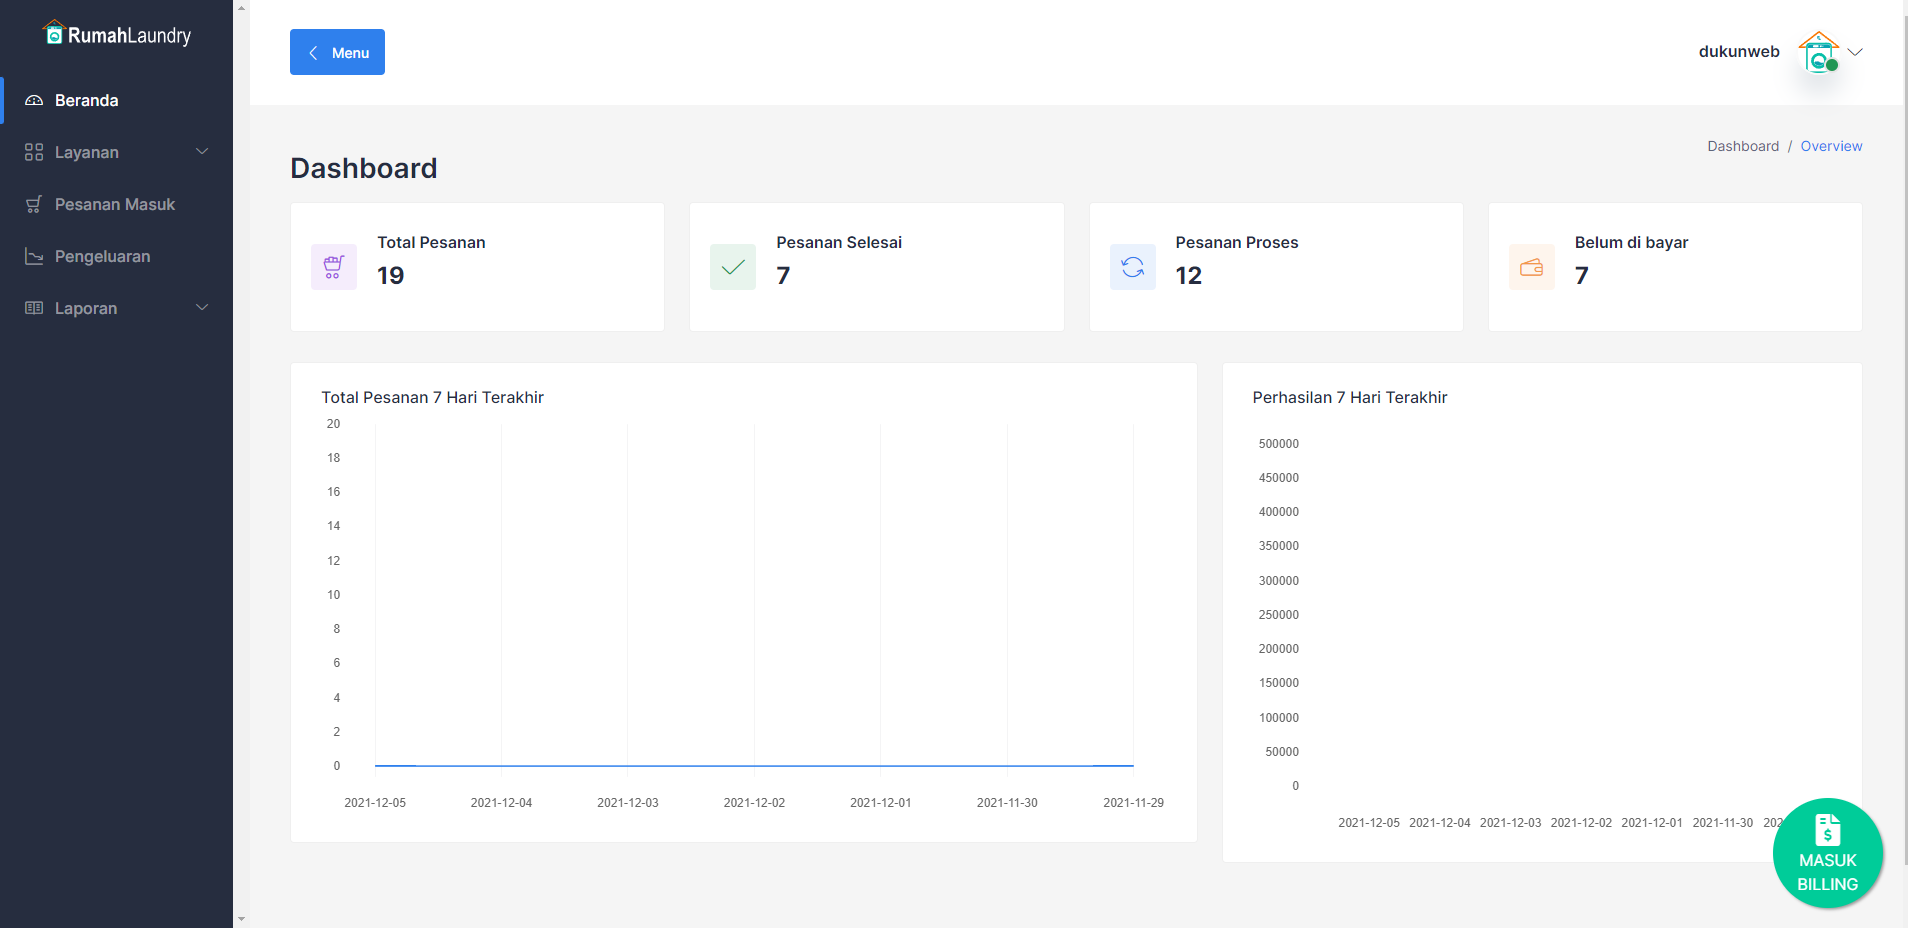 RumahLaundry
Beranda
Layanan
Pesanan Masuk
Pengeluaran
Laporan
Menu
dukunweb
Dashboard / Overview
Dashboard
Total Pesanan
19
Pesanan Selesai
7
Pesanan Proses
12
Belum di bayar
7
Total Pesanan 7 Hari Terakhir
20
18
16
14
12
10
8
6
4
2
0
2021-12-05 2021-12-04 2021-12-03 2021-12-02 2021-12-01 2021-11-30 2021-11-29
Perhasilan 7 Hari Terakhir
500000
450000
400000
350000
300000
250000
200000
150000
100000
50000
0
2021-12-05 2021-12-04 2021-12-03 2021-12-02 2021-12-01 2021-11-30
MASUK
BILLING